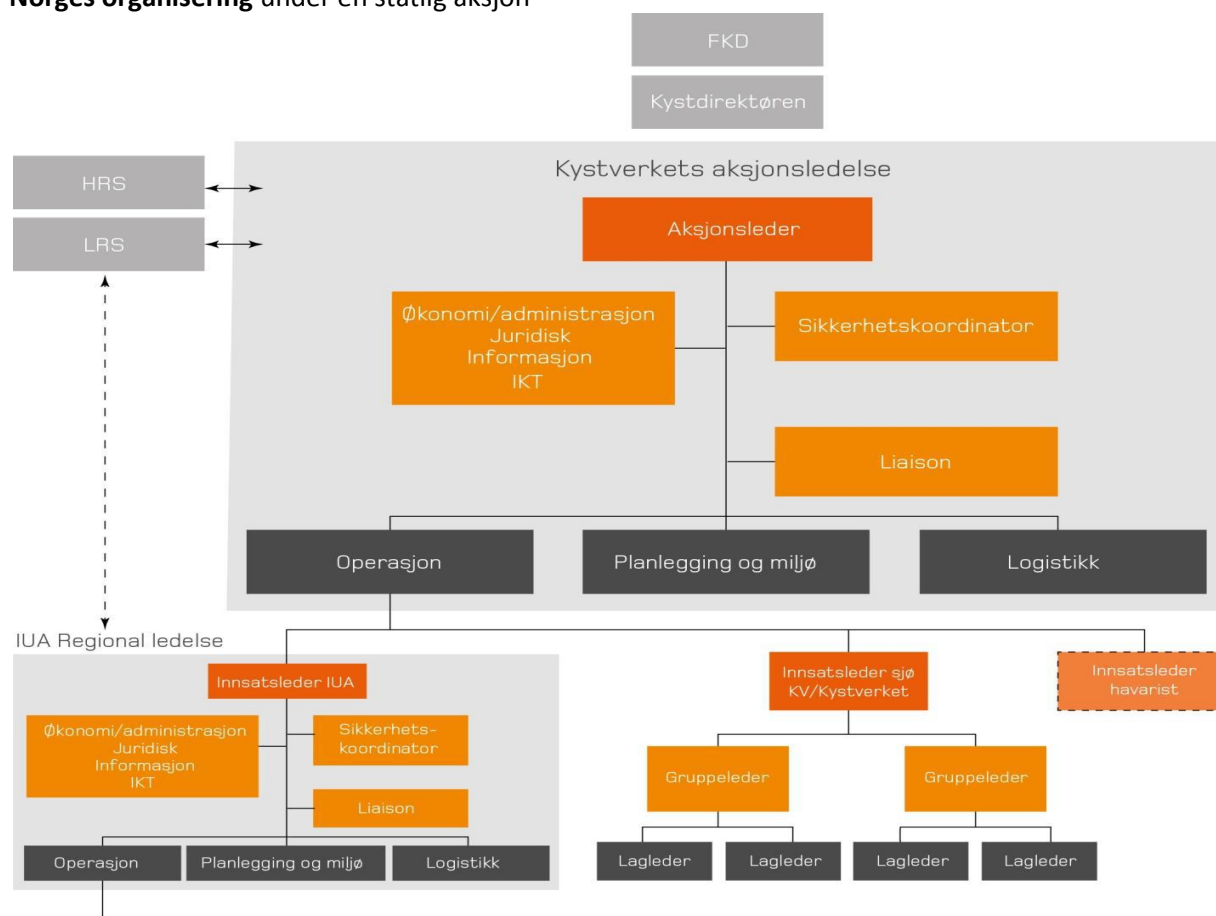 Norges organisering under en statlig aksjon
FKD
Kystdirektøren
Kystverkets aksjonsledelse
HRS
LRS
Aksjonsleder
Økonomi/administrasjon
Juridisk
Informasjon
IKT
Sikkerhetskoordinator
Liaison
Operasjon
Planlegging og miljø
Logistikk
IUA Regional ledelse
Innsatsleder IUA
Økonomi/administrasjon
Juridisk
Informasjon
IKT
Sikkerhets-
koordinator
Liaison
Operasjon
Planlegging og miljø
Logistikk
Innsatsleder sjø
KV/Kystverket
Innsatsleder
havarist
Gruppeleder
Gruppeleder
Lagleder
Lagleder
Lagleder
Lagleder